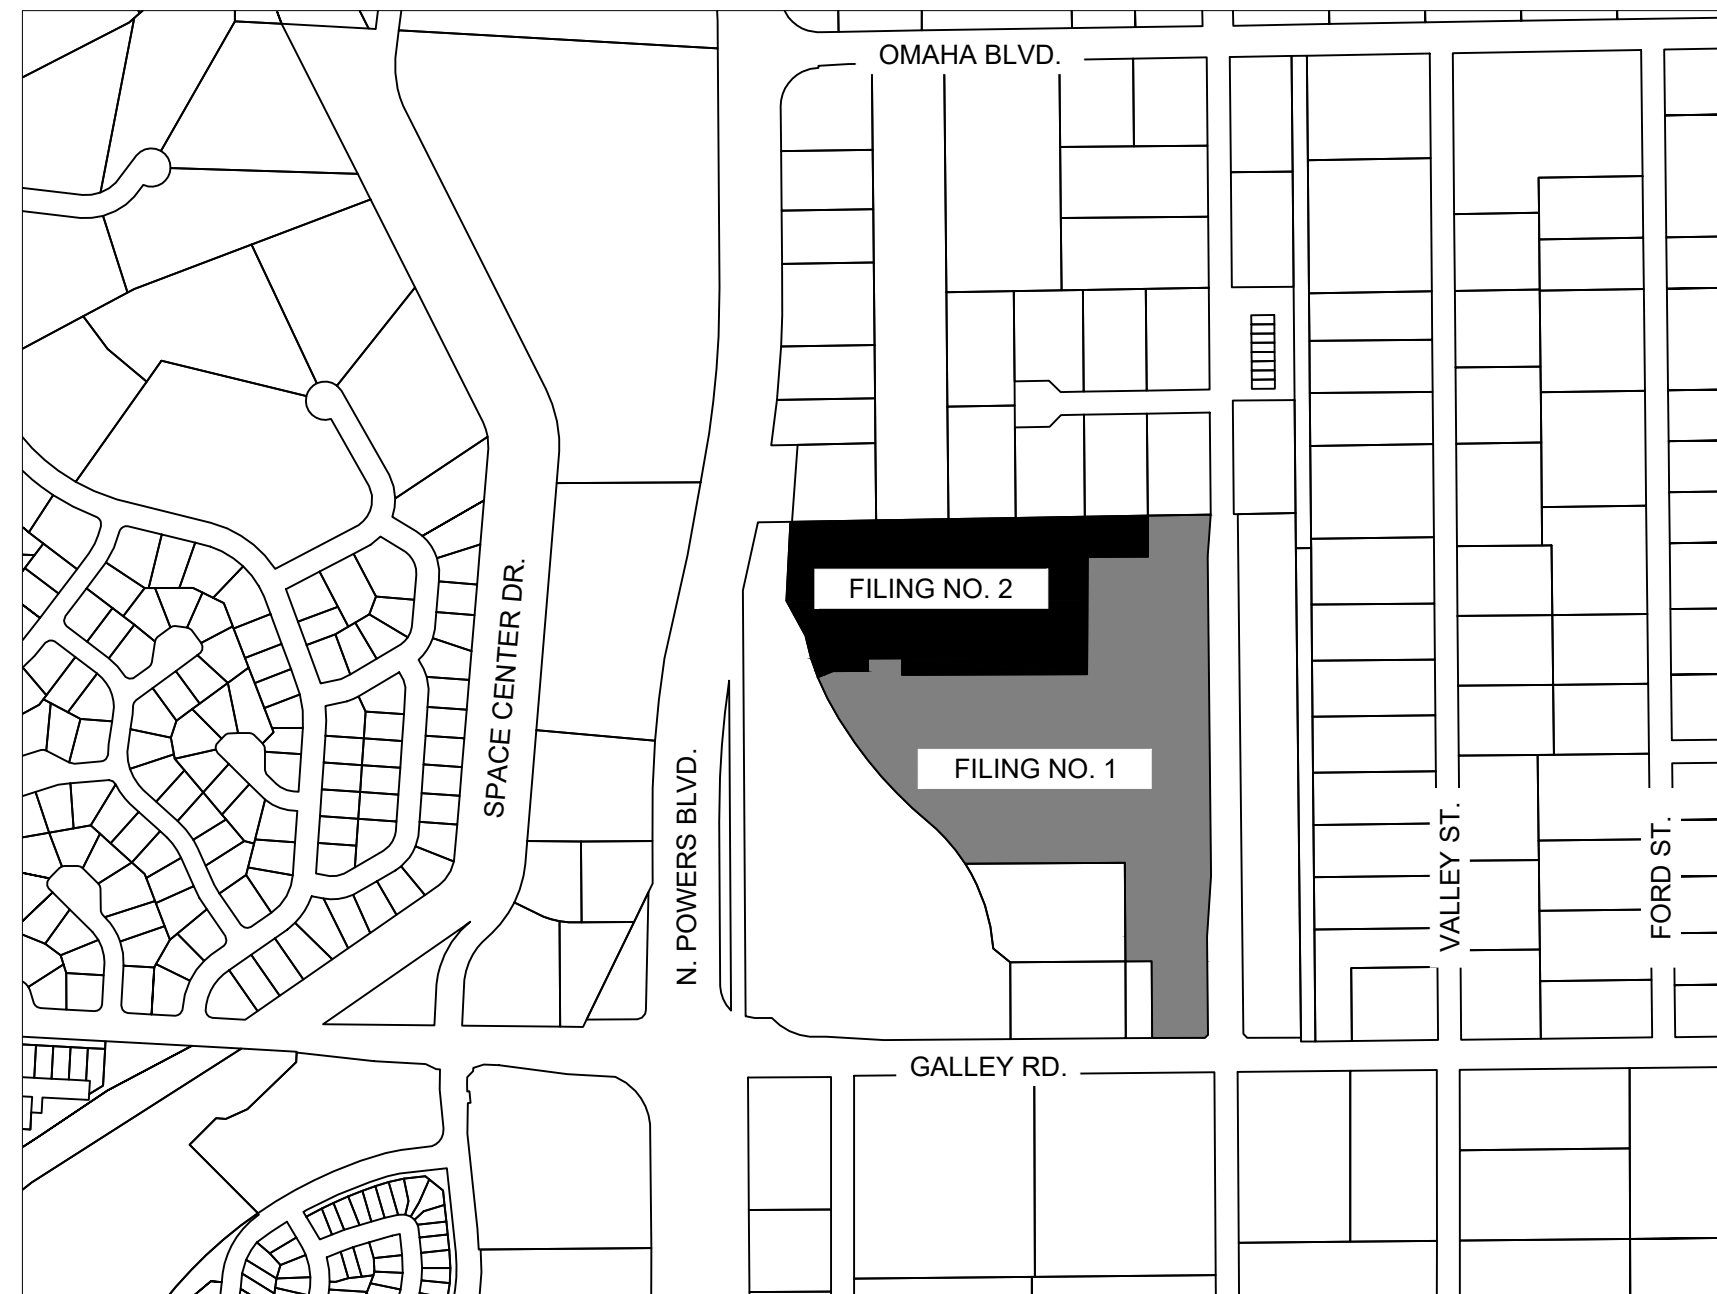 OMAHA BLVD.
FILING NO. 2
SPACE CENTER DR.
FILING NO. 1
N. POWERS BLVD.
VALLEY ST.
FORD ST.
GALLEY RD.